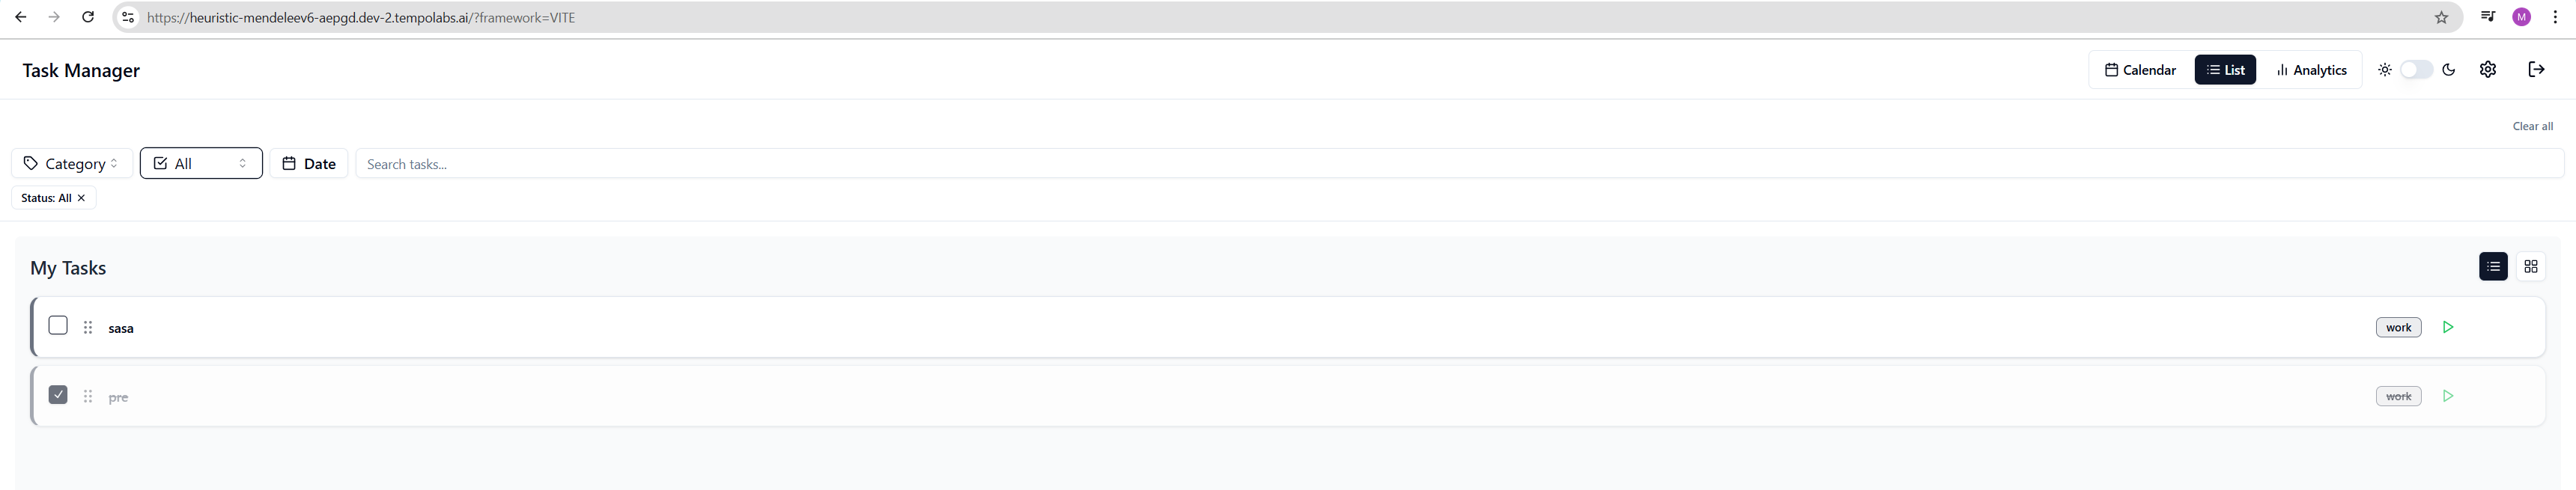 https://heuristic-mendeleev6-aepgd.dev-2.tempolabs.ai/?framework=VITE
M
Task Manager
Calendar
List
Analytics
Clear all
Category
All
Date
Search tasks...
Status: All
My Tasks
sasa
work
pre
work